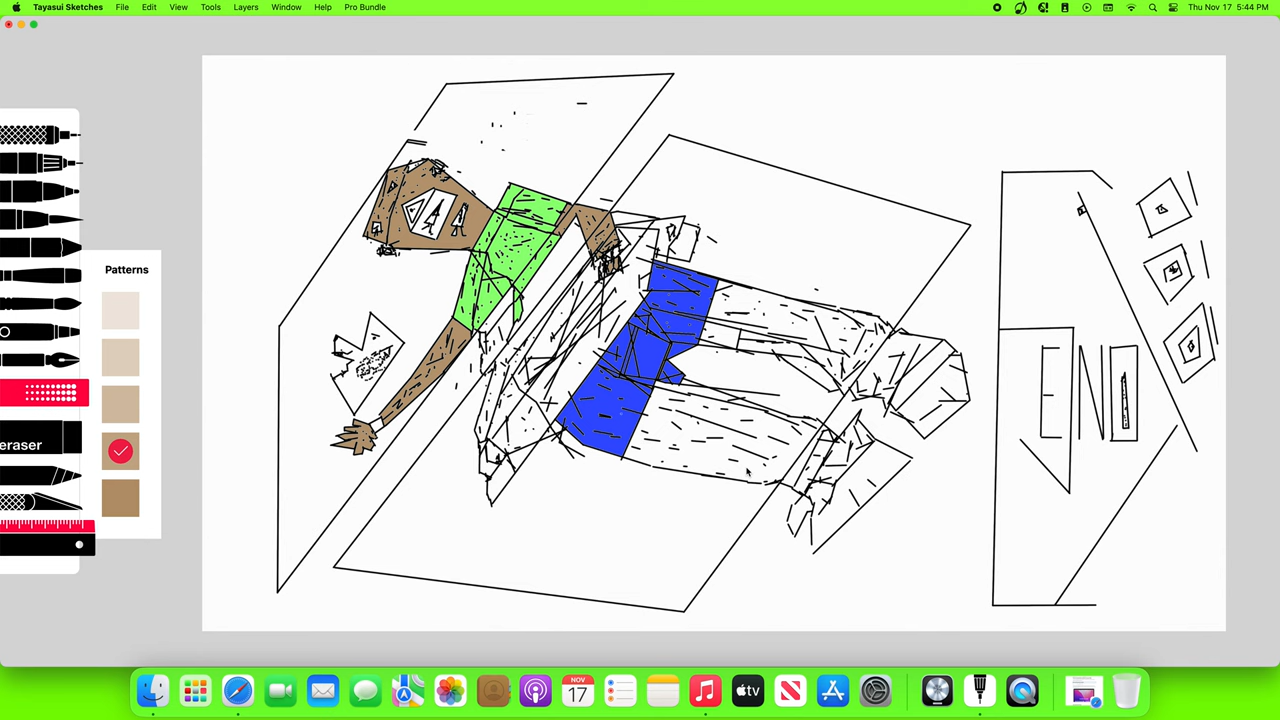 Tayasui Sketches File Edit View Tools Layers Window Help Pro Bundle Thu Nov 17 5:44 PM
Patterns
eraser
END
NOV
17
tv